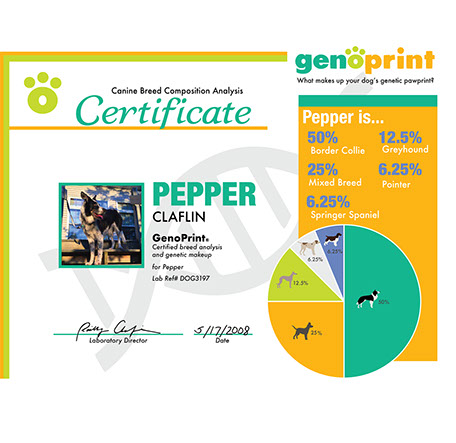 genoprint
What makes up your dog's genetic pawprint?
Canine Breed Composition Analysis
Certificate
PEPPER
CLAFLIN
GenoPrint®
Certified breed analysis
and genetic makeup
for Pepper
Lab Ref# DOG3197
Laboratory Director
5/17/2008
Date
Pepper is...
50%
Border Collie
12.5%
Greyhound
25%
Mixed Breed
6.25%
Pointer
6.25%
Springer Spaniel
6.25%
6.25%
12.5%
50%
25%